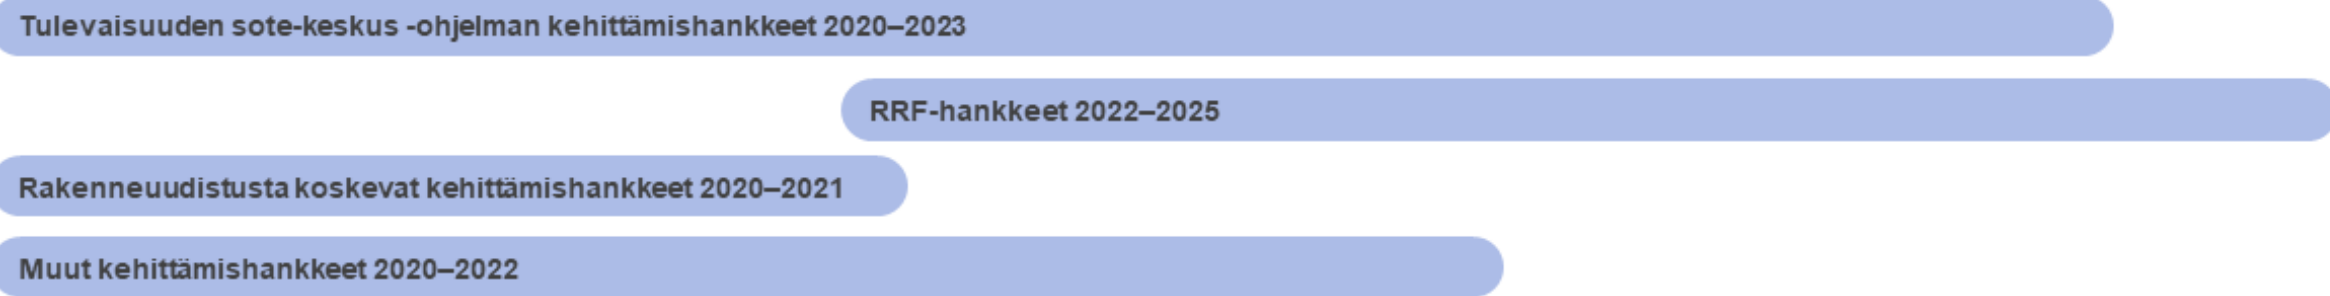 Tulevaisuuden sote-keskus -ohjelman kehittämishankkeet 2020–2023
RRF-hankkeet 2022–2025
Rakenneuudistusta koskevat kehittämishankkeet 2020–2021
Muut kehittämishankkeet 2020–2022